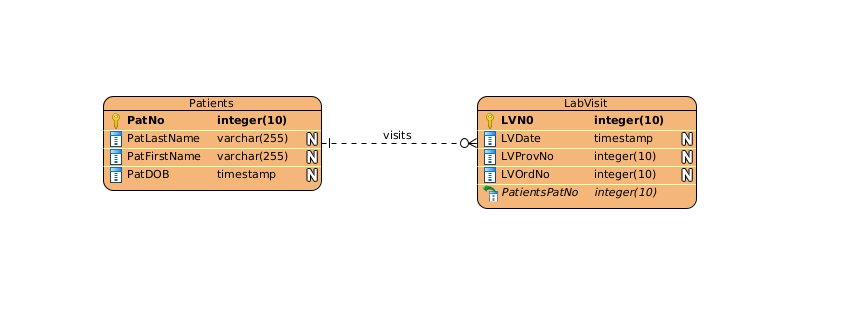 Patients
PatNo integer(10)
PatLastName varchar(255) N
PatFirstName varchar(255) N
PatDOB timestamp N
visits
LabVisit
LVN0 integer(10)
LVDate timestamp N
LVProvNo integer(10) N
LVOrdNo integer(10) N
PatientsPatNo integer(10)